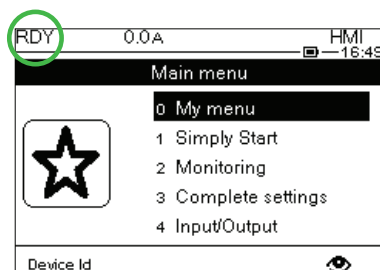 RDY 0.0A HMI
16:49
Main menu
0 My menu
1 Simply Start
2 Monitoring
3 Complete settings
4 Input/Output
Device Id